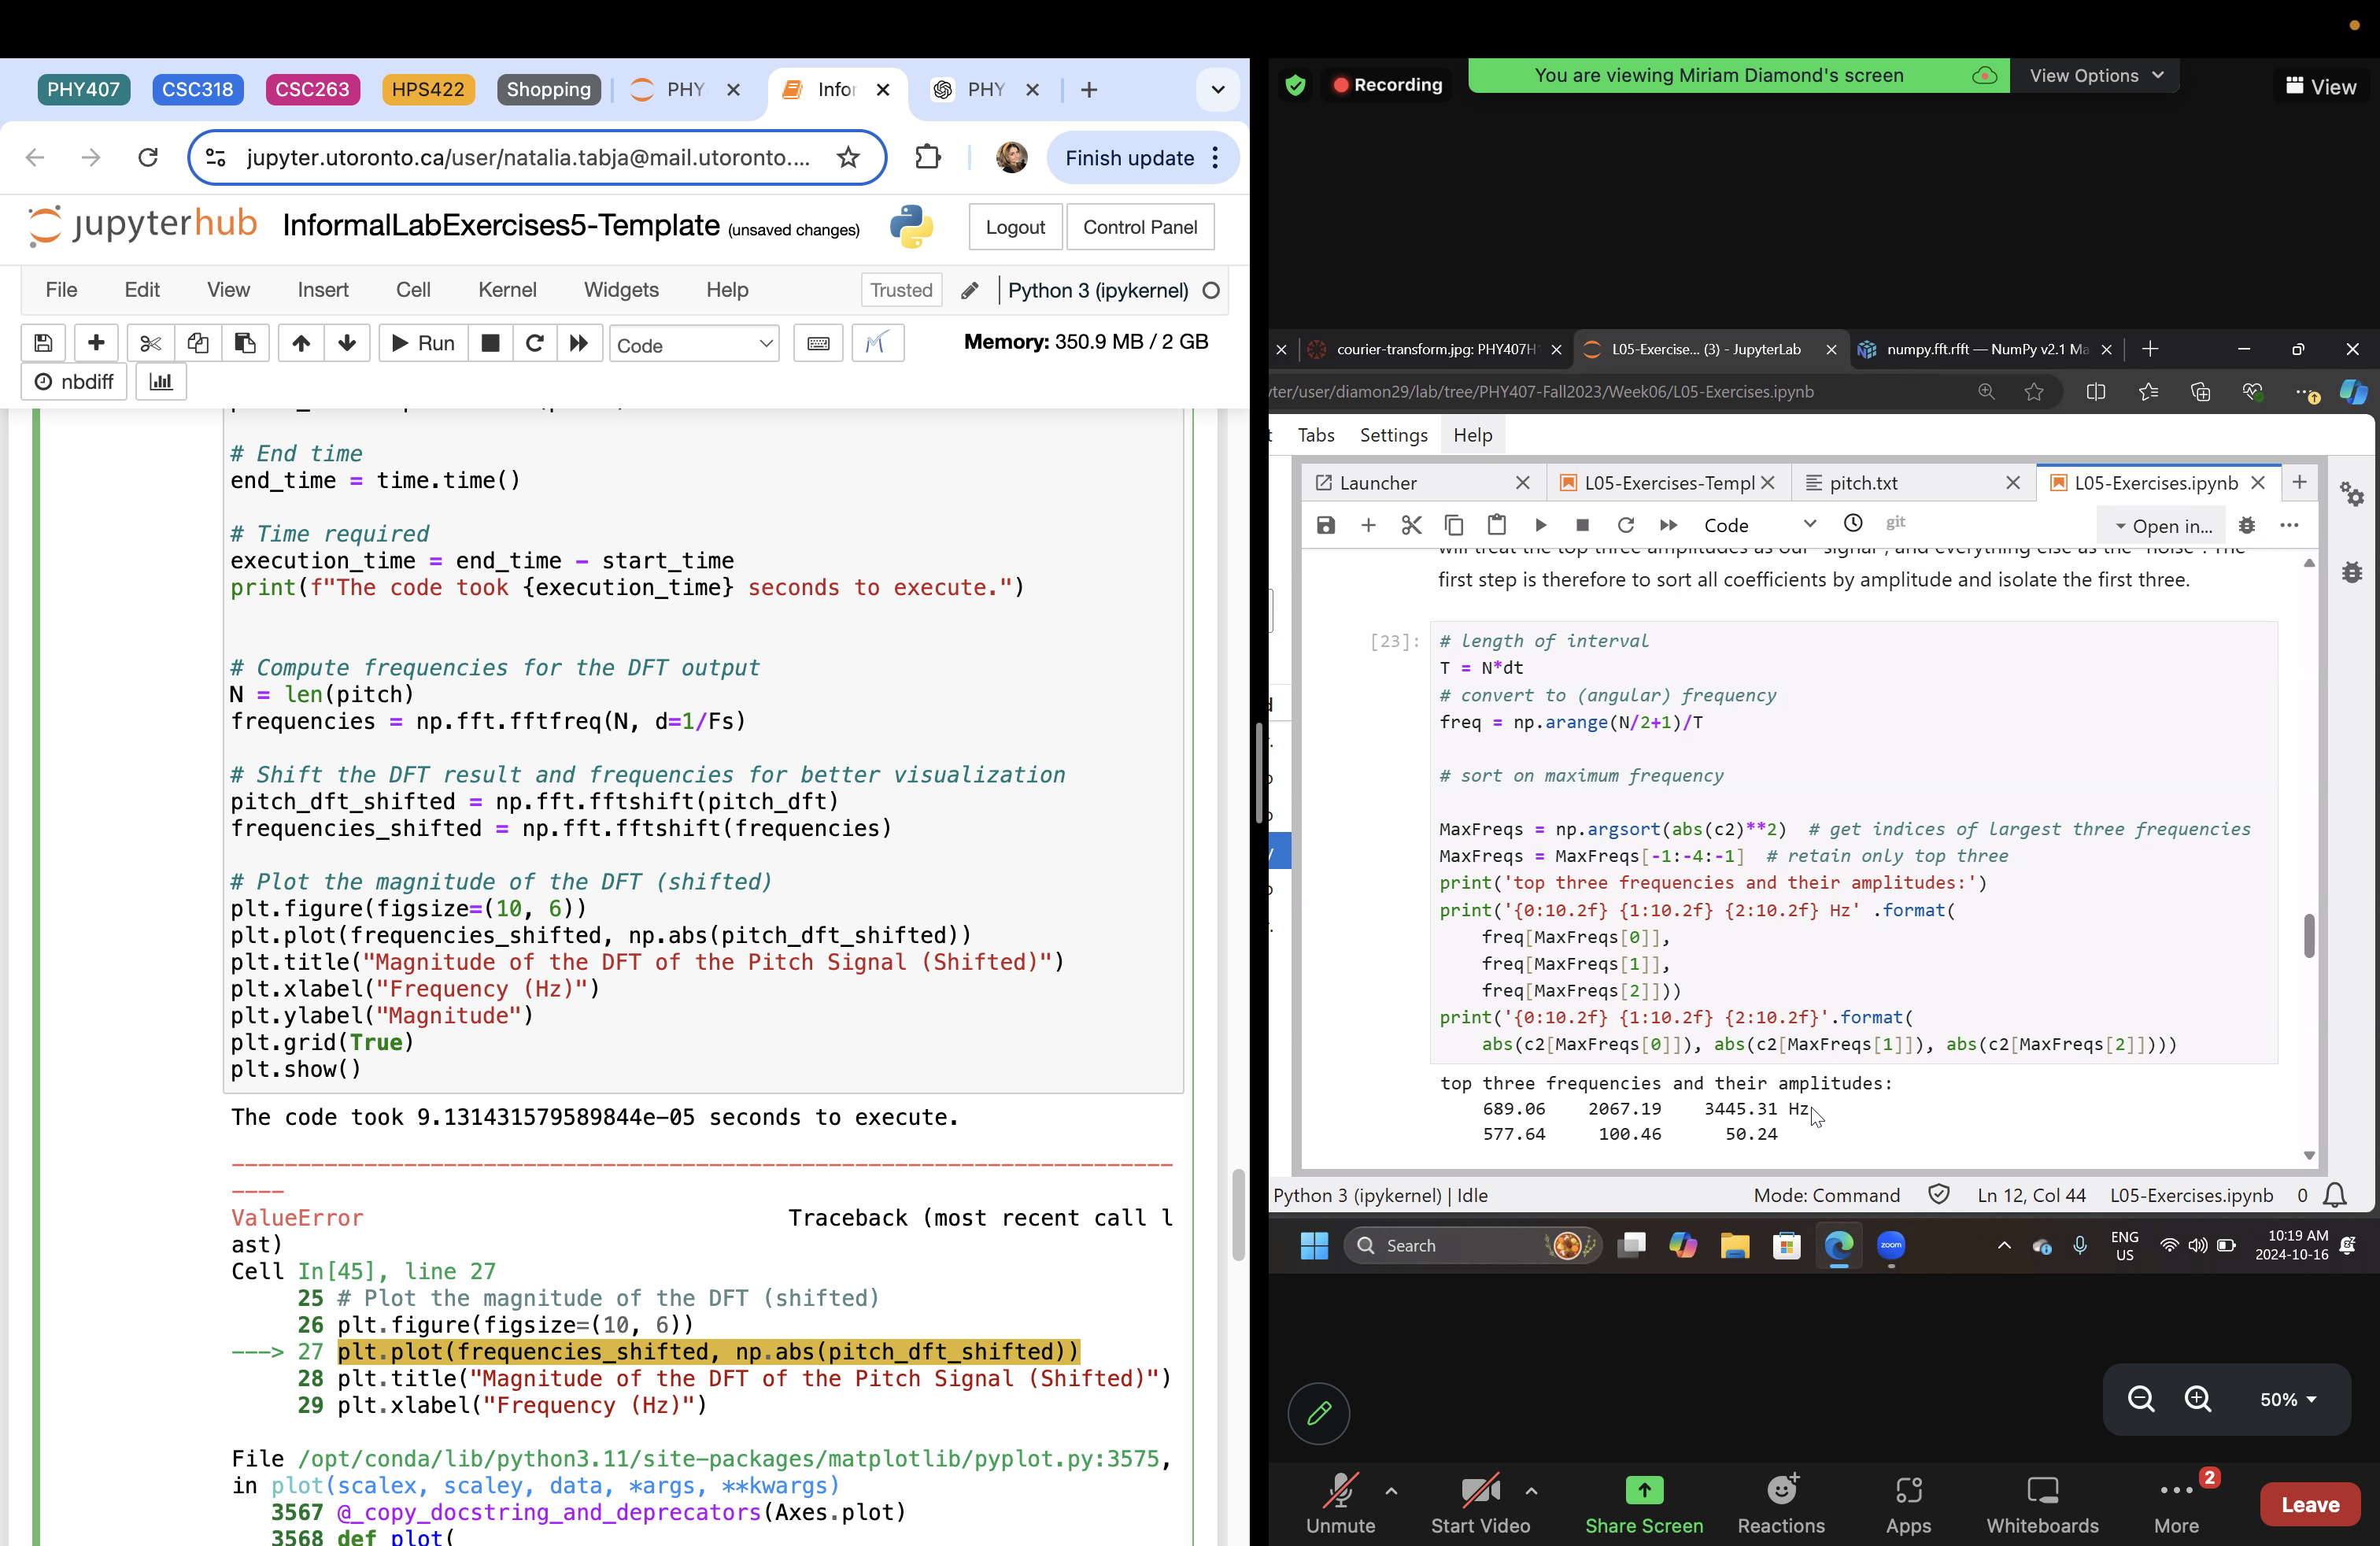 PHY407
CSC318
CSC263
HPS422
Shopping
PHY
Infor
PHY
jupyter.utoronto.ca/user/natalia.tabja@mail.utoronto....
Finish update
jupyterhub
InformalLabExercises5-Template (unsaved changes)
Logout
Control Panel
File Edit View Insert Cell Kernel Widgets Help
Trusted
Python 3 (ipykernel)
Run
Code
Memory: 350.9 MB / 2 GB
nbdiff
# End time
end_time = time.time()
# Time required
execution_time = end_time - start_time
print(f"The code took {execution_time} seconds to execute.")
# Compute frequencies for the DFT output
N = len(pitch)
frequencies = np.fft.fftfreq(N, d=1/Fs)
# Shift the DFT result and frequencies for better visualization
pitch_dft_shifted = np.fft.fftshift(pitch_dft)
frequencies_shifted = np.fft.fftshift(frequencies)
# Plot the magnitude of the DFT (shifted)
plt.figure(figsize=(10, 6))
plt.plot(frequencies_shifted, np.abs(pitch_dft_shifted))
plt.title("Magnitude of the DFT of the Pitch Signal (Shifted)")
plt.xlabel("Frequency (Hz)")
plt.ylabel("Magnitude")
plt.grid(True)
plt.show()
The code took 9.131431579589844e-05 seconds to execute.
-----------------------------------------------------------------------
----
ValueError Traceback (most recent call l
ast)
Cell In[45], line 27
25 # Plot the magnitude of the DFT (shifted)
26 plt.figure(figsize=(10, 6))
---> 27 plt.plot(frequencies_shifted, np.abs(pitch_dft_shifted))
28 plt.title("Magnitude of the DFT of the Pitch Signal (Shifted)")
29 plt.xlabel("Frequency (Hz)")
File /opt/conda/lib/python3.11/site-packages/matplotlib/pyplot.py:3575,
in plot(scalex, scaley, data, *args, **kwargs)
3567 @_copy_docstring_and_deprecators(Axes.plot)
3568 def plot(
Recording
You are viewing Miriam Diamond's screen
View Options
View
courier-transform.jpg: PHY407H
L05-Exercise... (3) - JupyterLab
numpy.fft.rfft — NumPy v2.1 Ma
yter/user/diamon29/lab/tree/PHY407-Fall2023/Week06/L05-Exercises.ipynb
Tabs Settings Help
Launcher
L05-Exercises-Templ
pitch.txt
L05-Exercises.ipynb
Code
git
Open in...
will treat the top three amplitudes as our "signal", and everything else as the "noise". The
first step is therefore to sort all coefficients by amplitude and isolate the first three.
[23]:
# length of interval
T = N*dt
# convert to (angular) frequency
freq = np.arange(N/2+1)/T
# sort on maximum frequency
MaxFreqs = np.argsort(abs(c2)**2) # get indices of largest three frequencies
MaxFreqs = MaxFreqs[-1:-4:-1] # retain only top three
print('top three frequencies and their amplitudes:')
print('{0:10.2f} {1:10.2f} {2:10.2f} Hz' .format(
freq[MaxFreqs[0]],
freq[MaxFreqs[1]],
freq[MaxFreqs[2]]))
print('{0:10.2f} {1:10.2f} {2:10.2f}'.format(
abs(c2[MaxFreqs[0]]), abs(c2[MaxFreqs[1]]), abs(c2[MaxFreqs[2]])))
top three frequencies and their amplitudes:
689.06 2067.19 3445.31 Hz
577.64 100.46 50.24
Python 3 (ipykernel) | Idle
Mode: Command
Ln 12, Col 44
L05-Exercises.ipynb
0
Search
zoom
ENG
US
10:19 AM
2024-10-16
50%
2
Unmute
Start Video
Share Screen
Reactions
Apps
Whiteboards
More
Leave